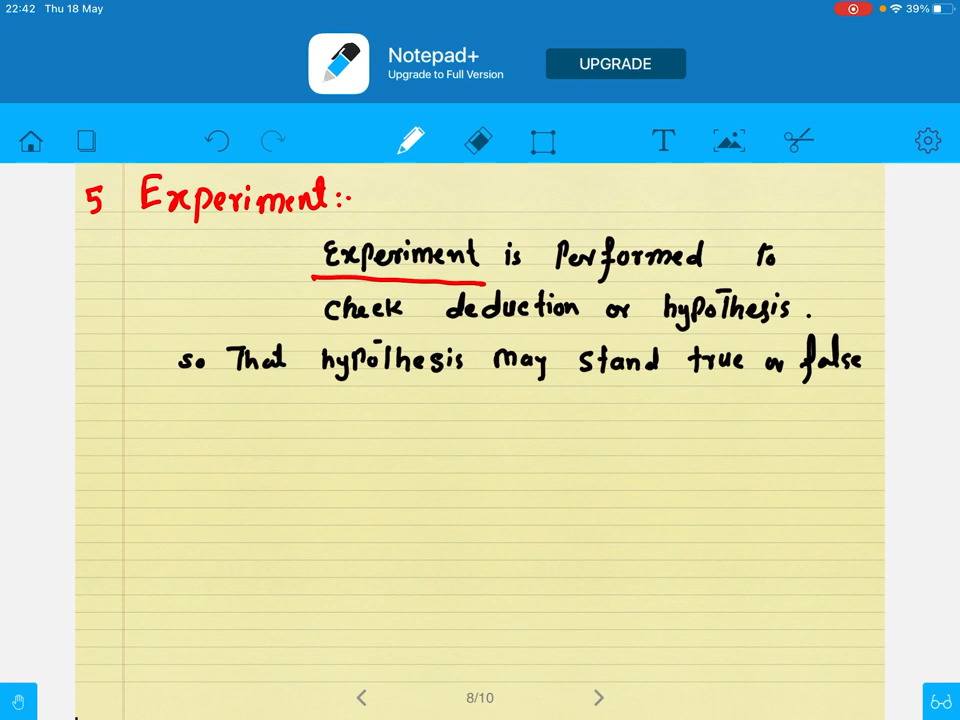 22:42 Thu 18 May 39%
Notepad+
Upgrade to Full Version
UPGRADE
T
5 Experiment:-
Experiment is performed to
check deduction or hypothesis.
so That hypothesis may stand true or false
8/10